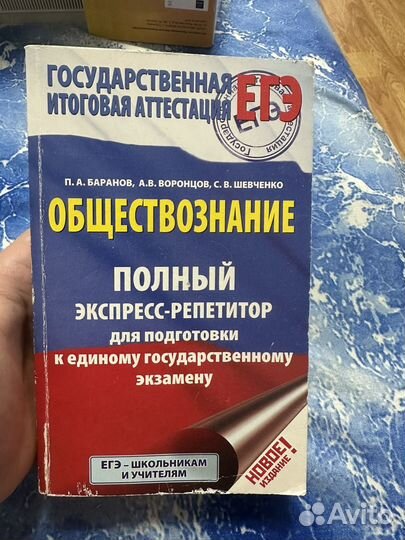 ГОСУДАРСТВЕННАЯ
ИТОГОВАЯ АТТЕСТАЦИЯ
ЕГЭ
ЕГЭ
П. А. БАРАНОВ, А.В. ВОРОНЦОВ, С. В. ШЕВЧЕНКО
ОБЩЕСТВОЗНАНИЕ
ПОЛНЫЙ
ЭКСПРЕСС-РЕПЕТИТОР
для подготовки
к единому государственному
экзамену
НОВОЕ!
ИЗДАНИЕ
ЕГЭ – ШКОЛЬНИКАМ
И УЧИТЕЛЯМ
Avito